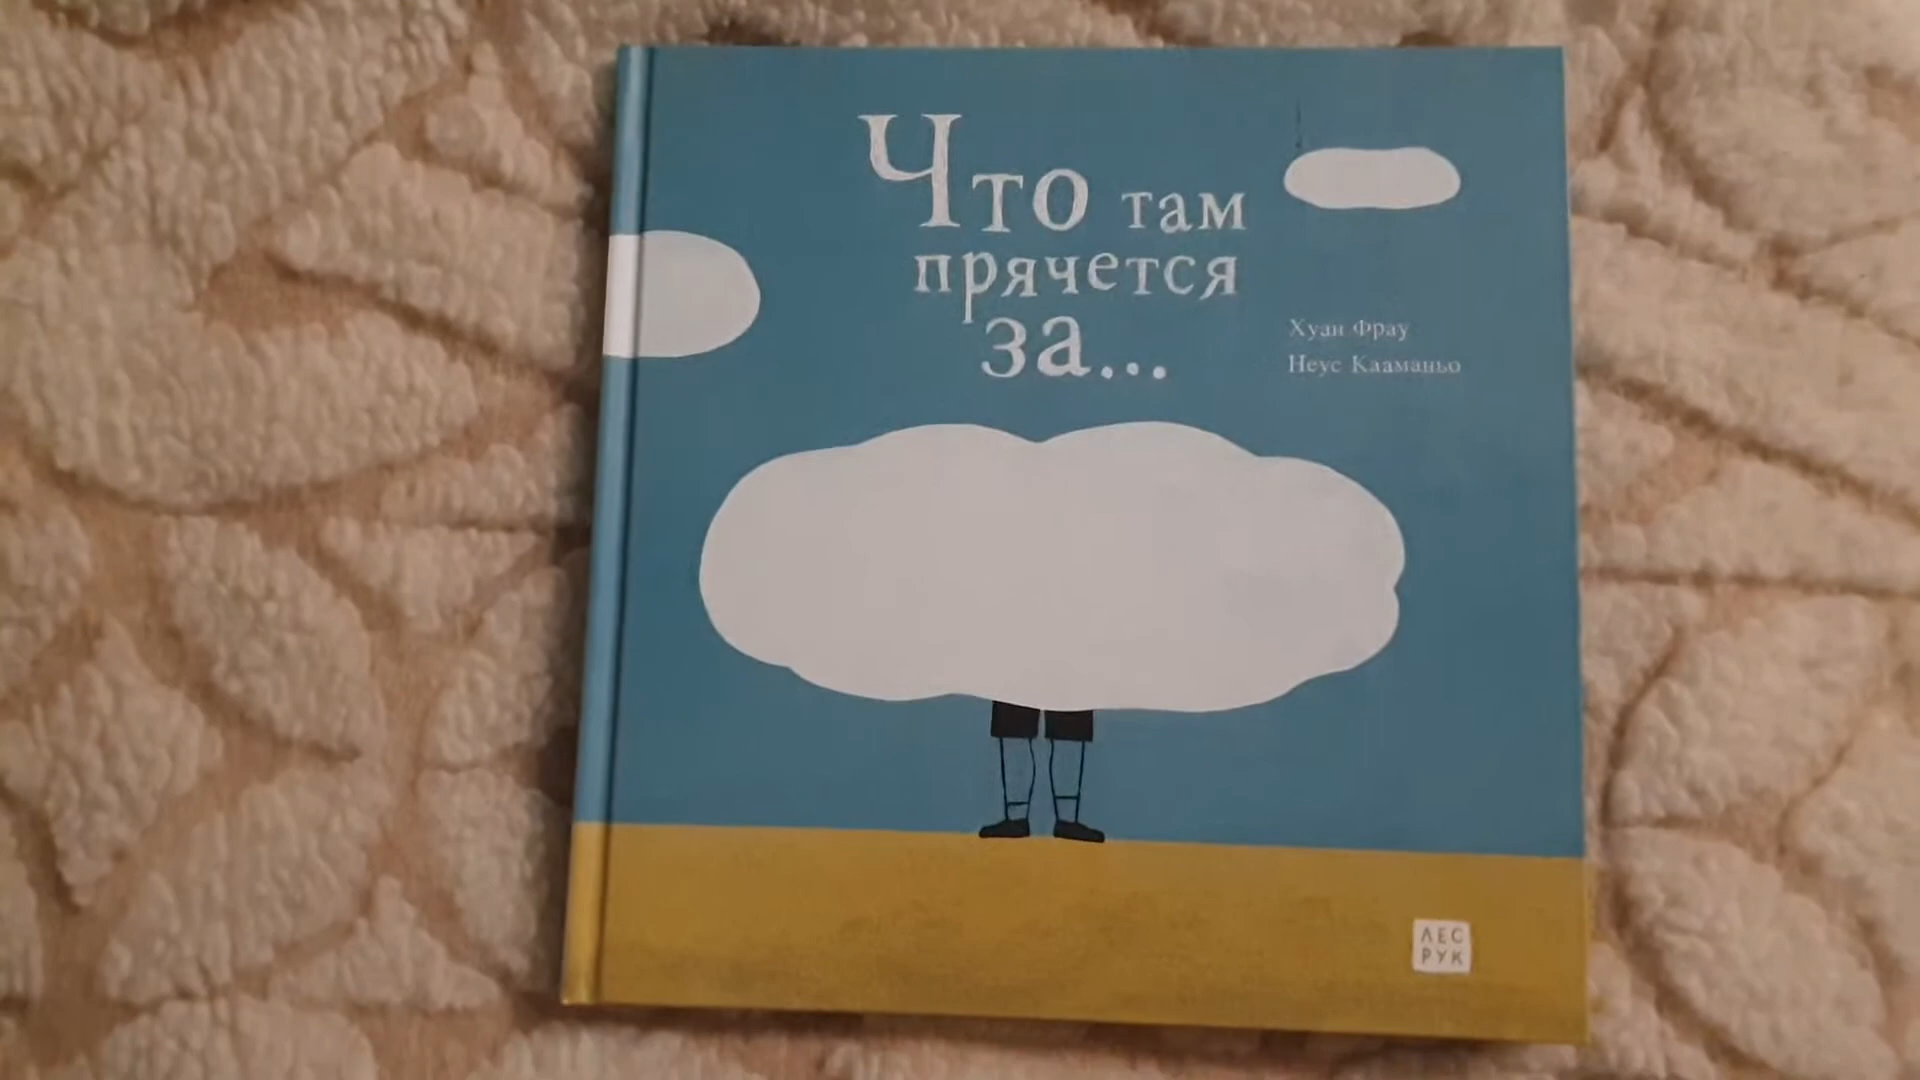 Что там
прячется
за...
Хуан Фрау
Неус Кааманьо
ЛЕС
РУК